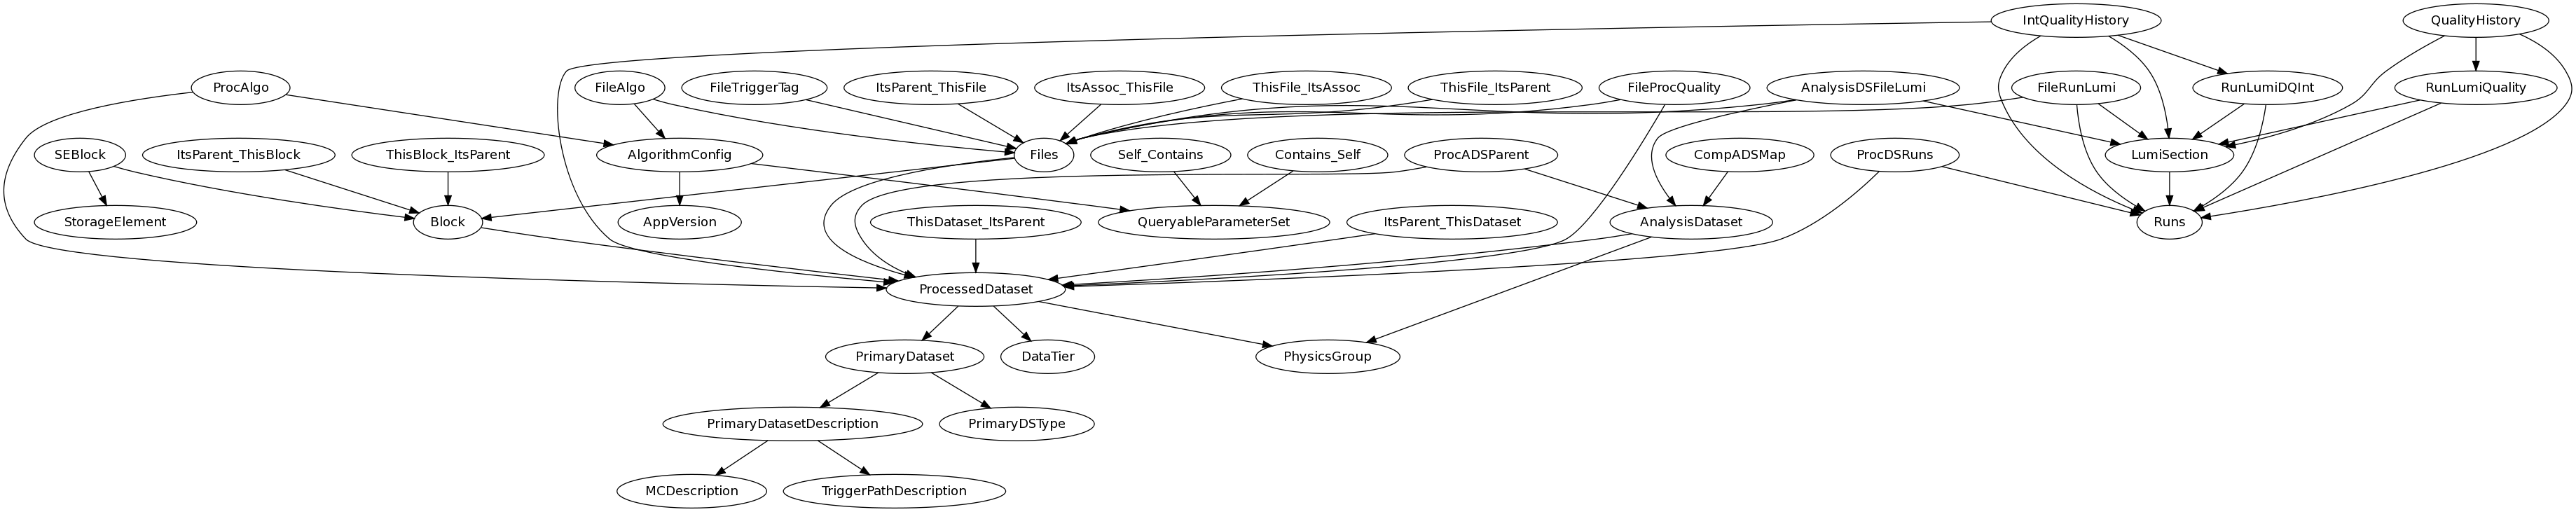 IntQualityHistory
QualityHistory
ProcAlgo
FileAlgo
FileTriggerTag
ItsParent_ThisFile
ItsAssoc_ThisFile
ThisFile_ItsAssoc
ThisFile_ItsParent
FileProcQuality
AnalysisDSFileLumi
FileRunLumi
RunLumiDQInt
RunLumiQuality
SEBlock
ItsParent_ThisBlock
ThisBlock_ItsParent
AlgorithmConfig
Files
Self_Contains
Contains_Self
ProcADSParent
CompADSMap
ProcDSRuns
LumiSection
StorageElement
Block
AppVersion
ThisDataset_ItsParent
QueryableParameterSet
ItsParent_ThisDataset
AnalysisDataset
Runs
ProcessedDataset
PrimaryDataset
DataTier
PhysicsGroup
PrimaryDatasetDescription
PrimaryDSType
MCDescription
TriggerPathDescription